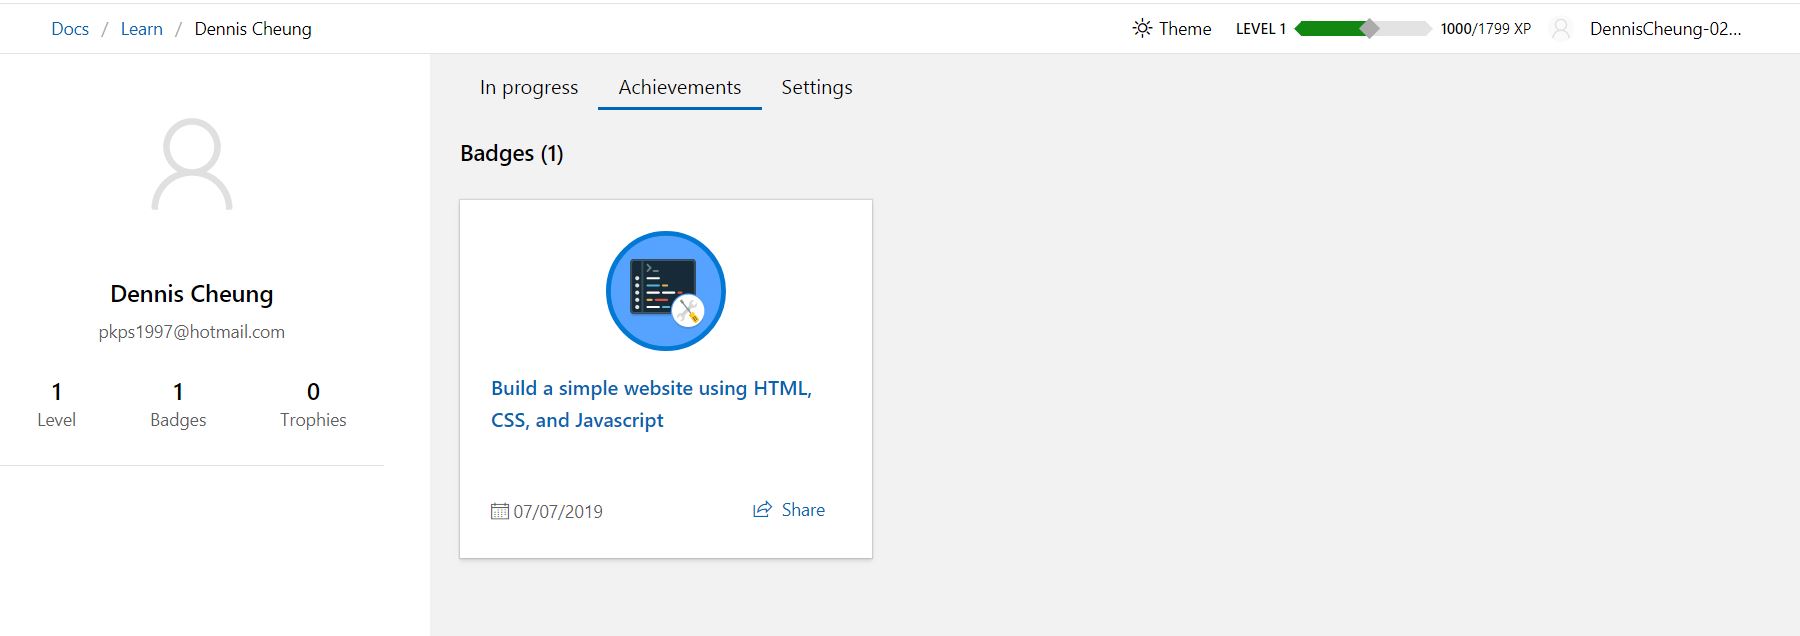 Docs / Learn / Dennis Cheung
Theme LEVEL 1 1000/1799 XP DennisCheung-02...
In progress Achievements Settings
Badges (1)
Dennis Cheung
pkps1997@hotmail.com
1 1 0
Level Badges Trophies
Build a simple website using HTML,
CSS, and Javascript
07/07/2019 Share